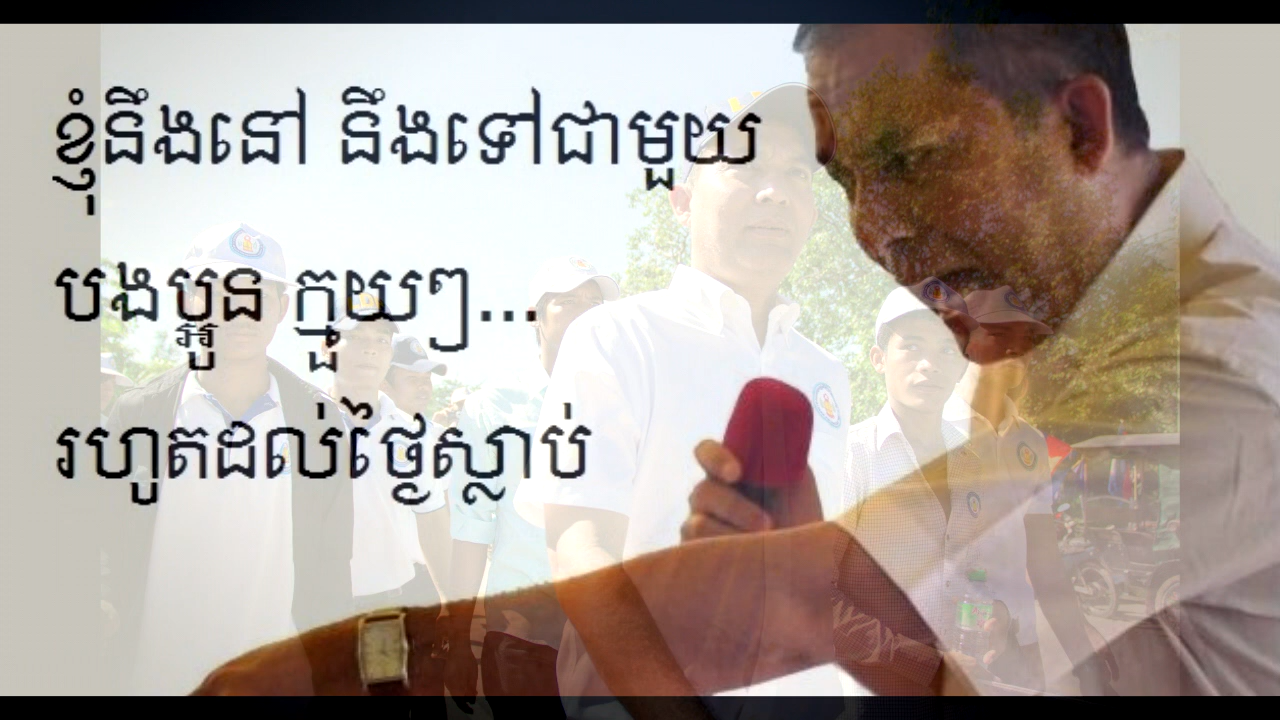 ខ្ញុំនឹងនៅ នឹងទៅជាមួយ
បងប្អូន ក្មួយៗ...
រហូតដល់ថ្ងៃស្លាប់